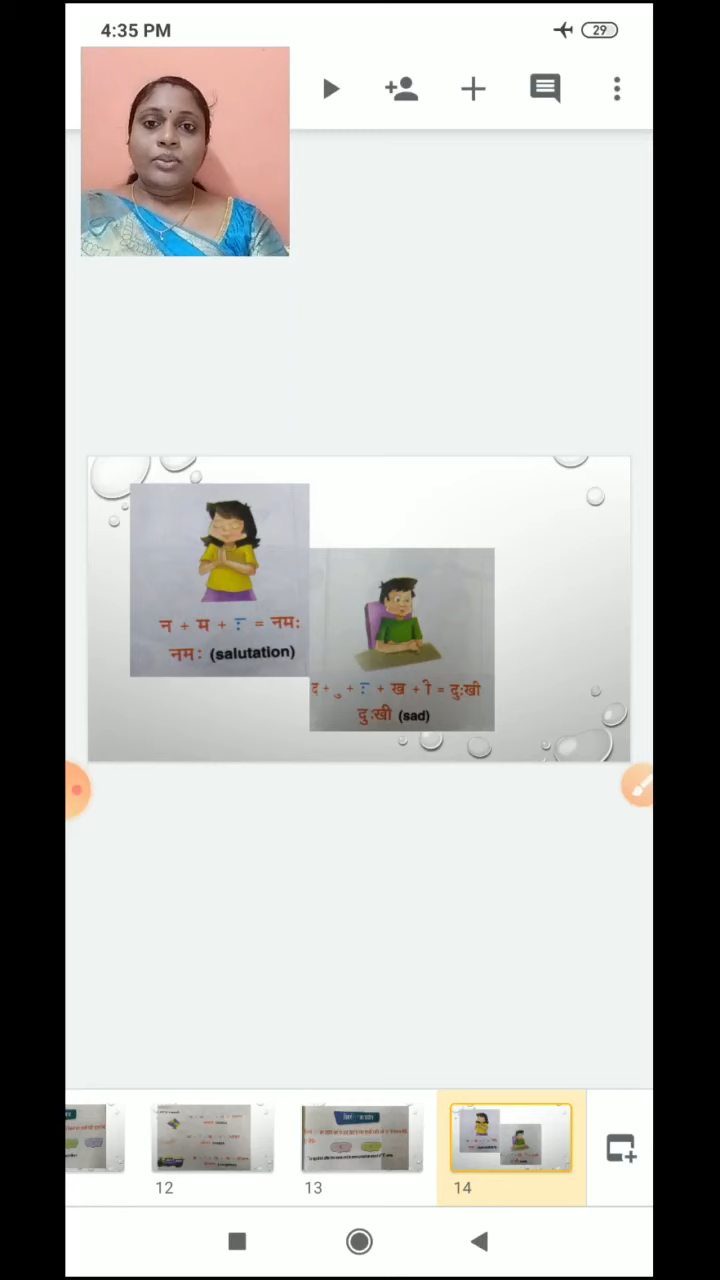 4:35 PM
29
न + म + ः = नमः
नमः (salutation)
द + ु + ः + ख + ी = दुःखी
दुःखी (sad)
12
13
14